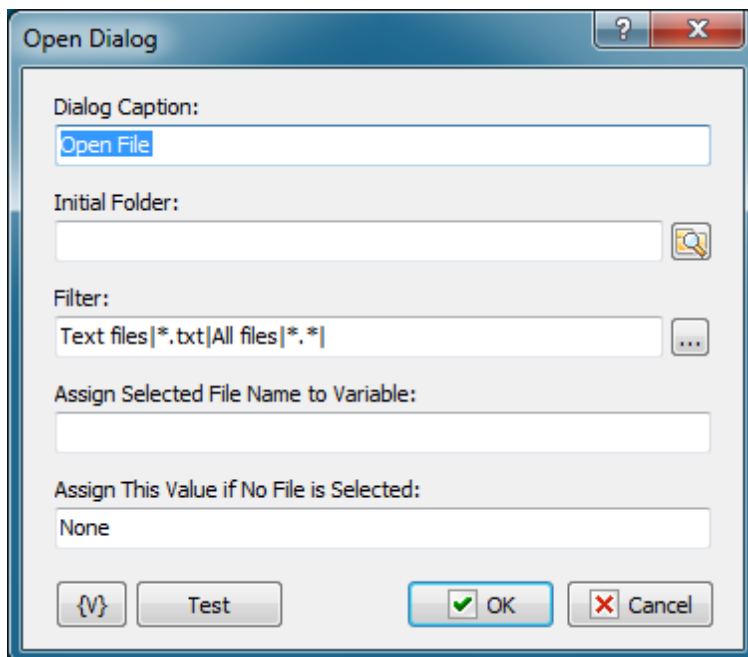 Open Dialog
?
Dialog Caption:
Open File
Initial Folder:
Filter:
Text files|*.txt|All files|*.*|
...
Assign Selected File Name to Variable:
Assign This Value if No File is Selected:
None
{V} Test OK Cancel